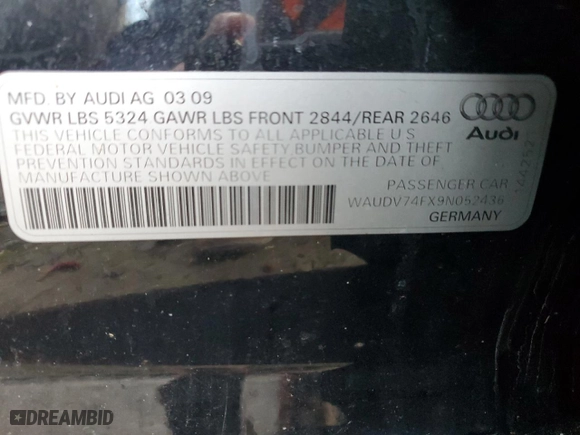 MFD. BY AUDI AG 03 09
GVWR LBS 5324 GAWR LBS FRONT 2844/REAR 2646
THIS VEHICLE CONFORMS TO ALL APPLICABLE U S
FEDERAL MOTOR VEHICLE SAFETY,BUMPER AND THEFT
PREVENTION STANDARDS IN EFFECT ON THE DATE OF
MANUFACTURE SHOWN ABOVE
Audi
PASSENGER CAR
WAUDV74FX9N052436
GERMANY
DREAMBID